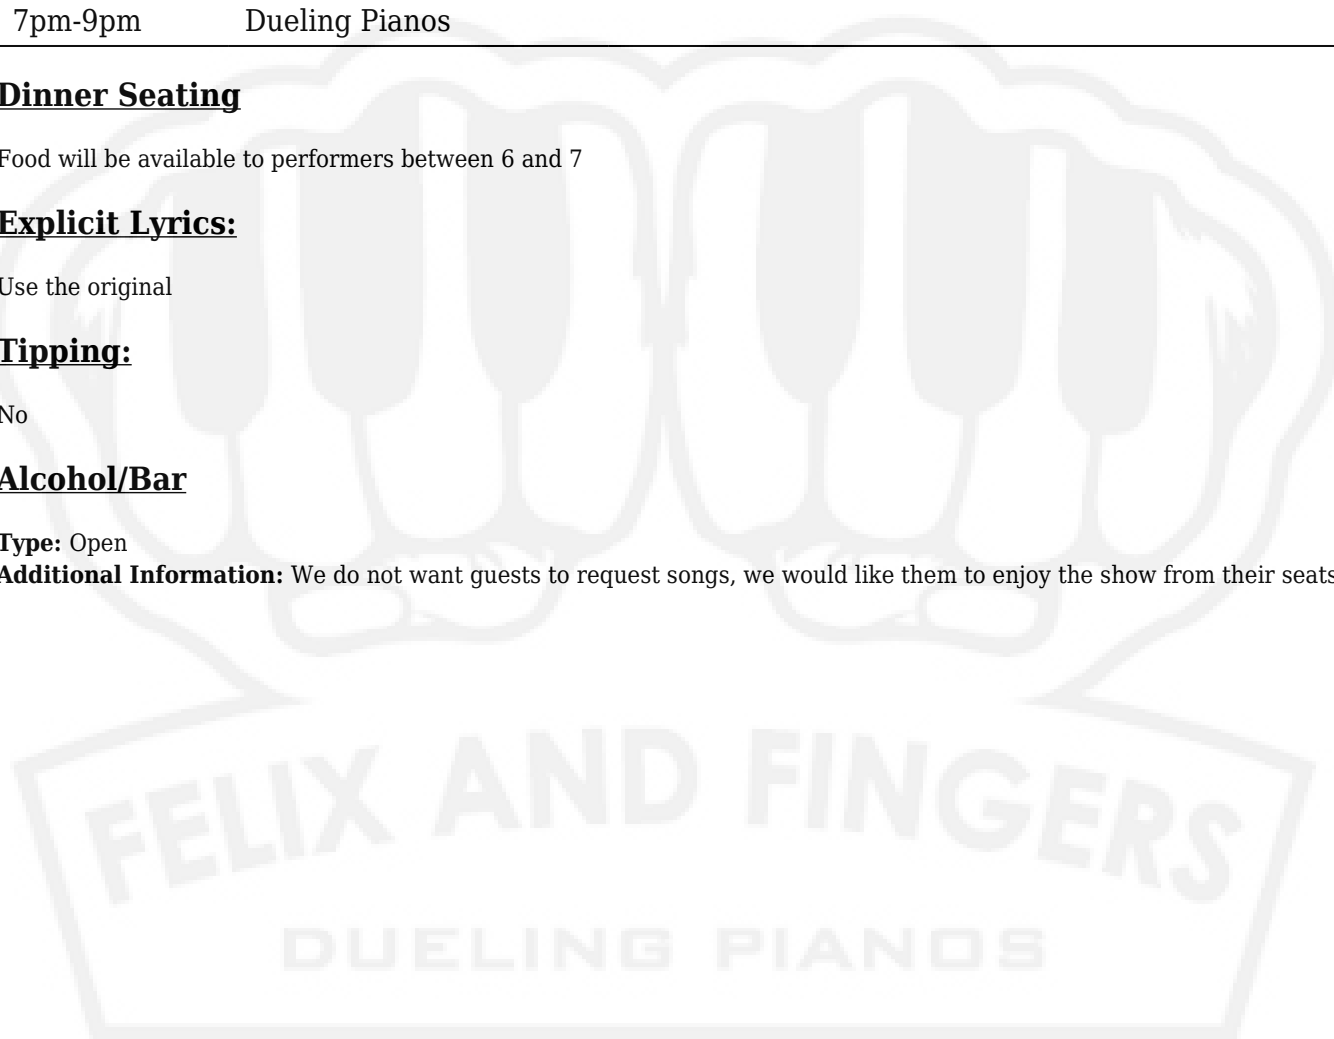 7pm-9pm Dueling Pianos
Dinner Seating
Food will be available to performers between 6 and 7
Explicit Lyrics:
Use the original
Tipping:
No
Alcohol/Bar
Type: Open
Additional Information: We do not want guests to request songs, we would like them to enjoy the show from their seats
FELIX AND FINGERS
DUELING PIANOS